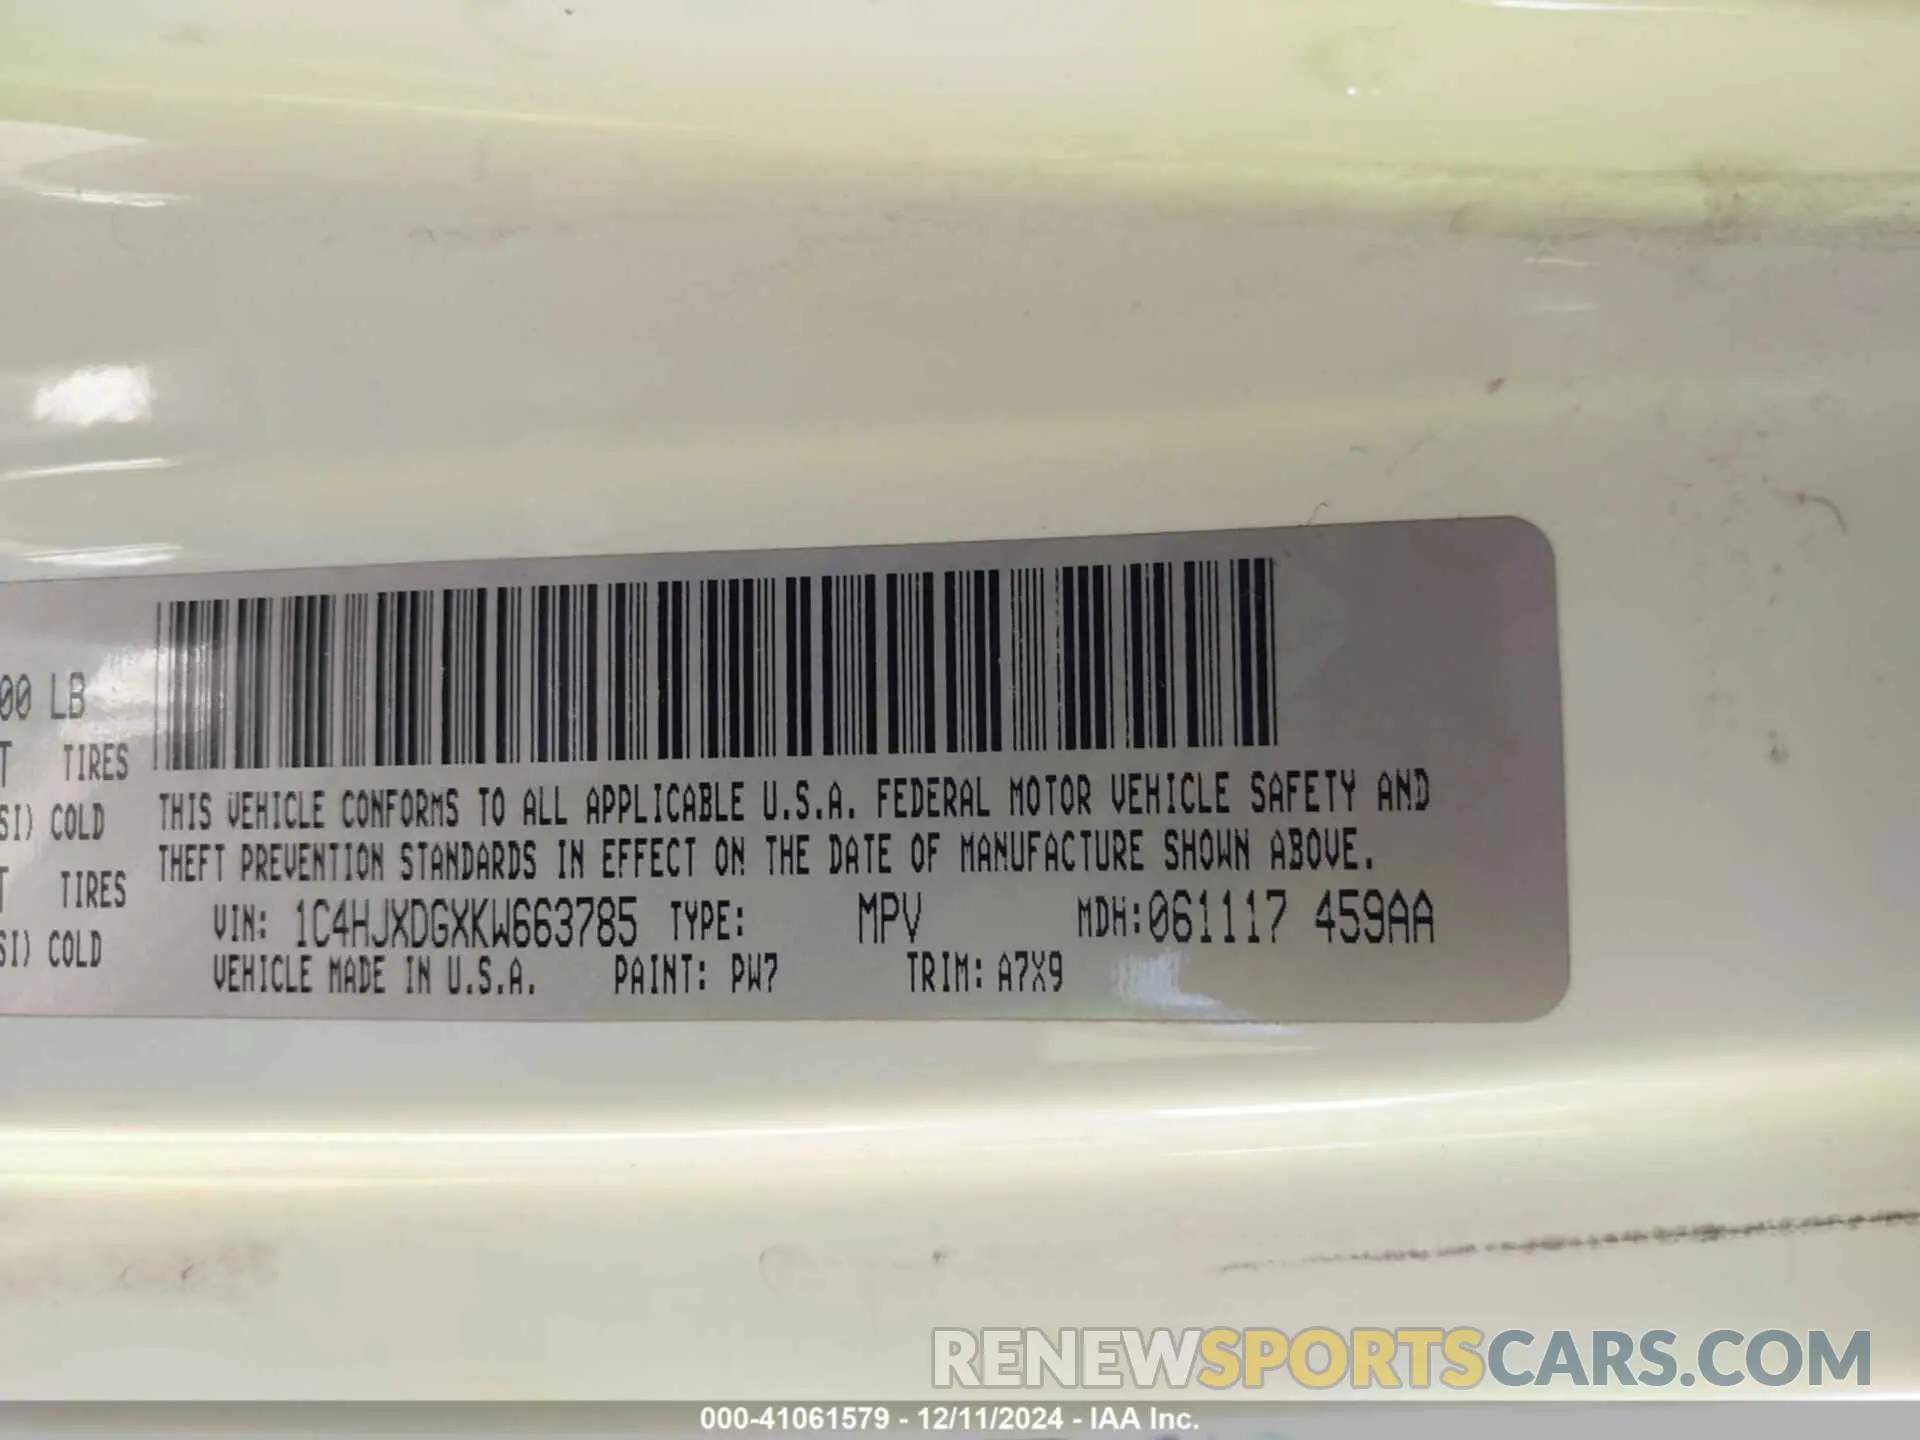 00 LB
T TIRES
SI) COLD
T TIRES
SI) COLD
THIS VEHICLE CONFORMS TO ALL APPLICABLE U.S.A. FEDERAL MOTOR VEHICLE SAFETY AND
THEFT PREVENTION STANDARDS IN EFFECT ON THE DATE OF MANUFACTURE SHOWN ABOVE.
VIN: 1C4HJXDGXKW663785 TYPE: MPV MDH:061117 459AA
VEHICLE MADE IN U.S.A. PAINT: PW7 TRIM: A7X9
RENEWSPORTSCARS.COM
000-41061579 - 12/11/2024 - IAA Inc.